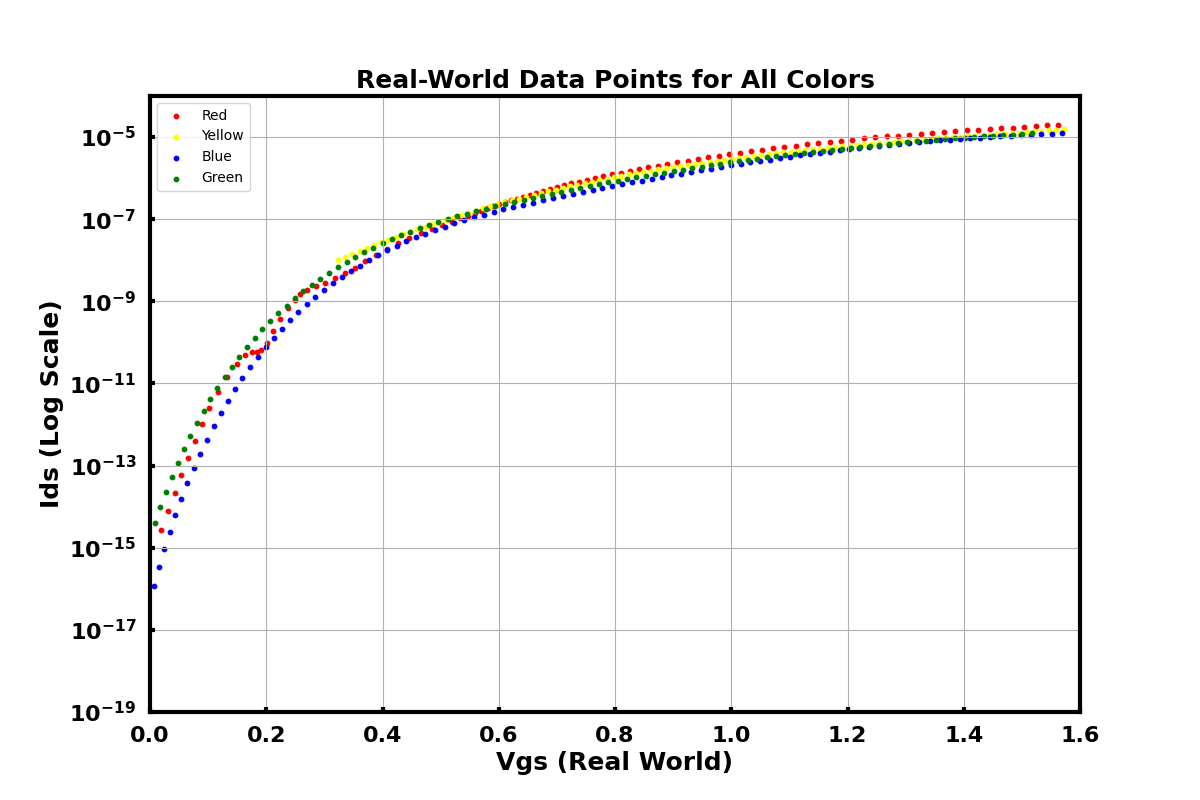 Real-World Data Points for All Colors
Red
Yellow
Blue
Green
Ids (Log Scale)
10⁻⁵
10⁻⁷
10⁻⁹
10⁻¹¹
10⁻¹³
10⁻¹⁵
10⁻¹⁷
10⁻¹⁹
0.0 0.2 0.4 0.6 0.8 1.0 1.2 1.4 1.6
Vgs (Real World)